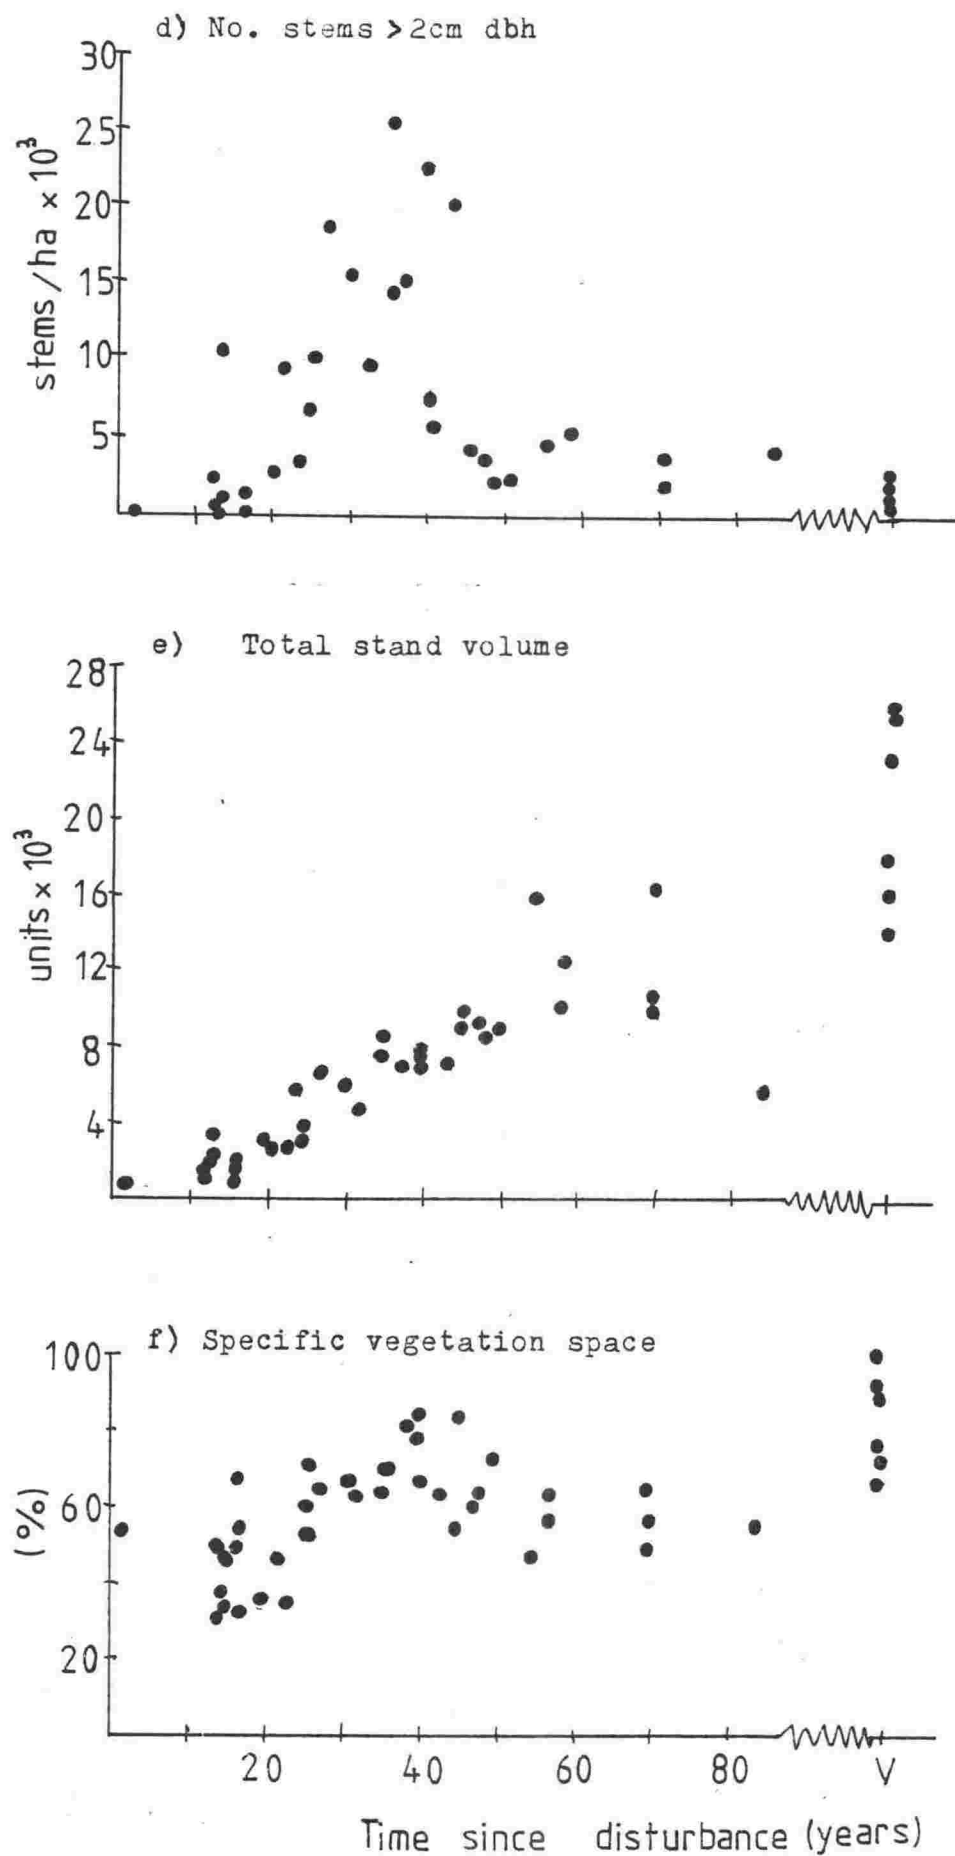 d) No. stems >2cm dbh
30
25
20
15
10
5
stems/ha x 10³
e) Total stand volume
28
24
20
16
12
8
4
units x 10³
f) Specific vegetation space
100
60
20
(%)
20 40 60 80 V
Time since disturbance (years)